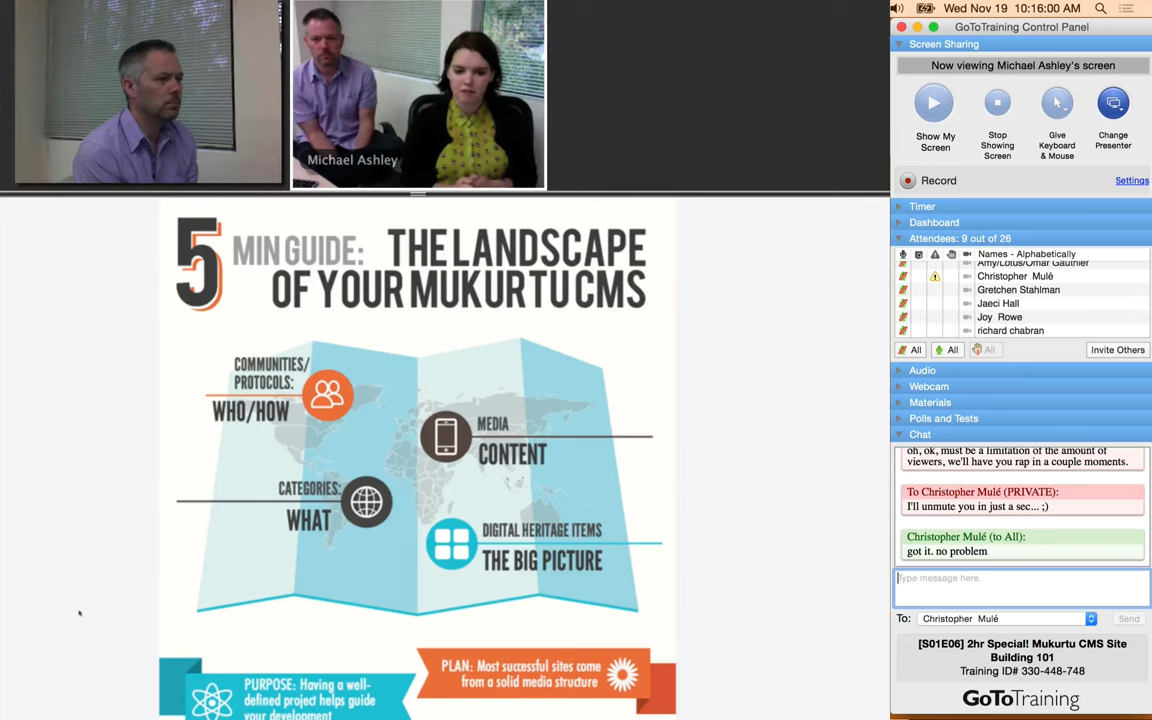 Wed Nov 19 10:16:00 AM
GoToTraining Control Panel
Screen Sharing
Now viewing Michael Ashley's screen
Show My
Screen
Stop
Showing
Screen
Give
Keyboard
& Mouse
Change
Presenter
Record
Settings
Timer
Dashboard
Attendees: 9 out of 26
Names - Alphabetically
Amy/Lotus/Omar Gauthier
Christopher Mulé
Gretchen Stahlman
Jaeci Hall
Joy Rowe
richard chabran
All
All
All
Invite Others
Audio
Webcam
Materials
Polls and Tests
Chat
oh, ok, must be a limitation of the amount of
viewers, we'll have you rap in a couple moments.
To Christopher Mulé (PRIVATE):
I'll unmute you in just a sec... ;)
Christopher Mulé (to All):
got it. no problem
Type message here.
To:
Christopher Mulé
Send
[S01E06] 2hr Special! Mukurtu CMS Site
Building 101
Training ID# 330-448-748
GoToTraining
Michael Ashley
5 MIN GUIDE: THE LANDSCAPE
OF YOUR MUKURTU CMS
COMMUNITIES/
PROTOCOLS:
WHO/HOW
MEDIA
CONTENT
CATEGORIES:
WHAT
DIGITAL HERITAGE ITEMS
THE BIG PICTURE
PURPOSE: Having a well-
defined project helps guide
your development
PLAN: Most successful sites come
from a solid media structure